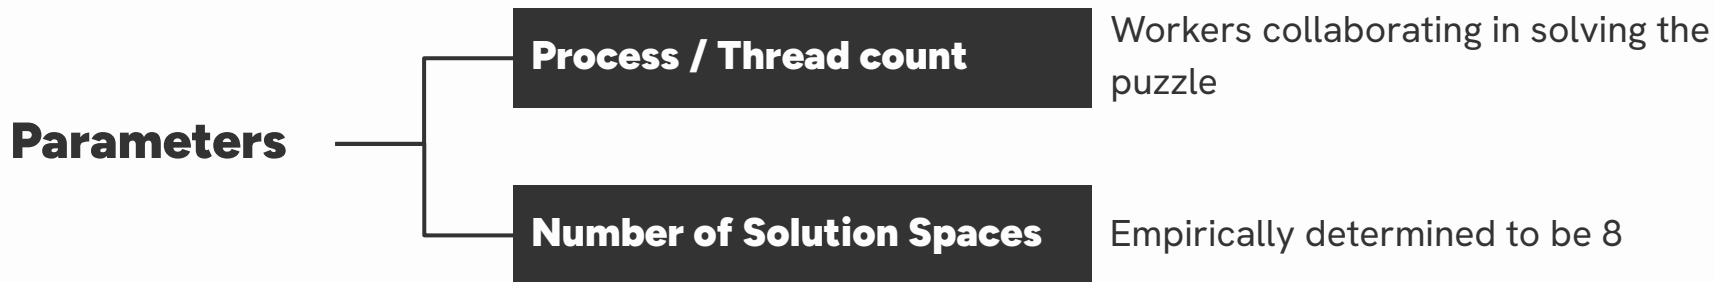 Process / Thread count
Workers collaborating in solving the
puzzle
Parameters
Number of Solution Spaces
Empirically determined to be 8